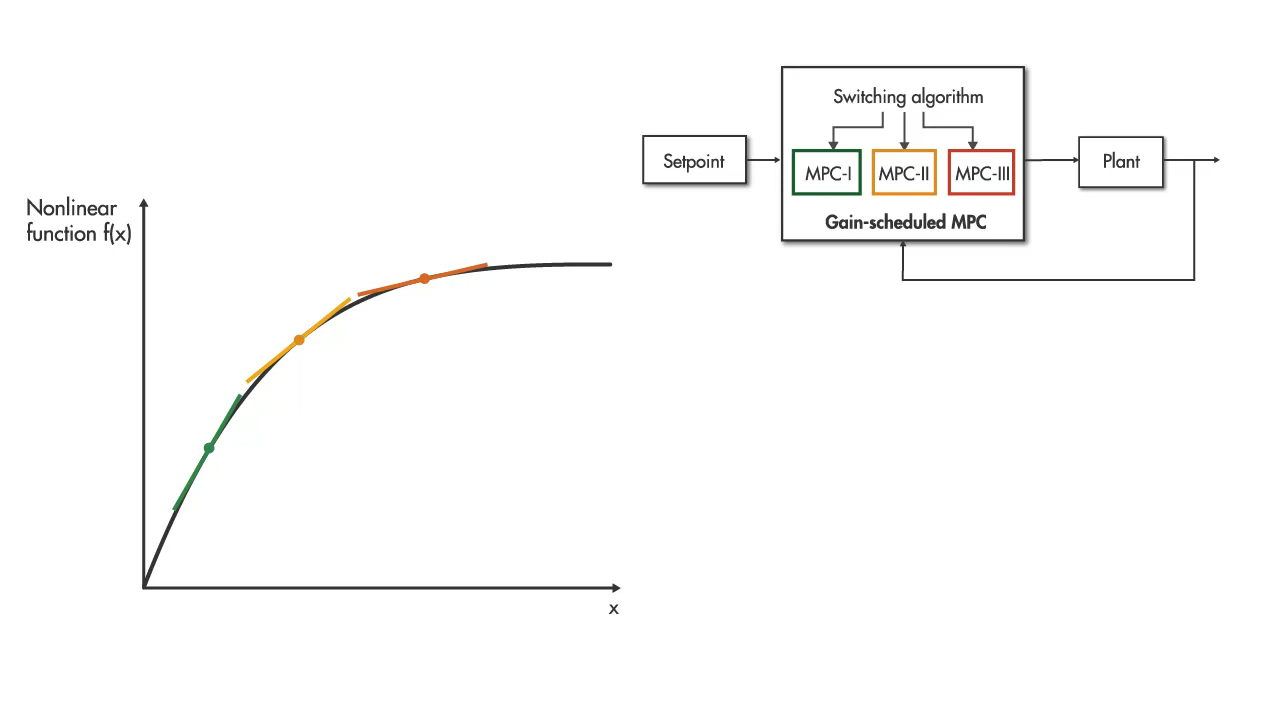 Nonlinear
function f(x)
x
Setpoint
Switching algorithm
MPC-I
MPC-II
MPC-III
Gain-scheduled MPC
Plant